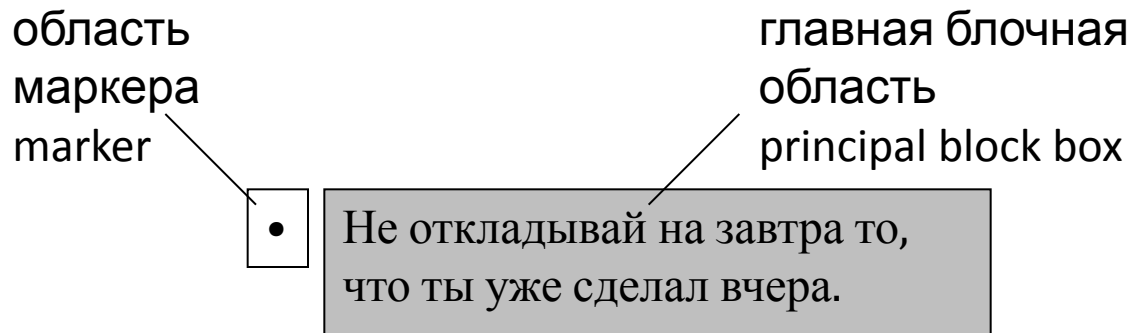 область
маркера
marker
главная блочная
область
principal block box
• Не откладывай на завтра то,
что ты уже сделал вчера.